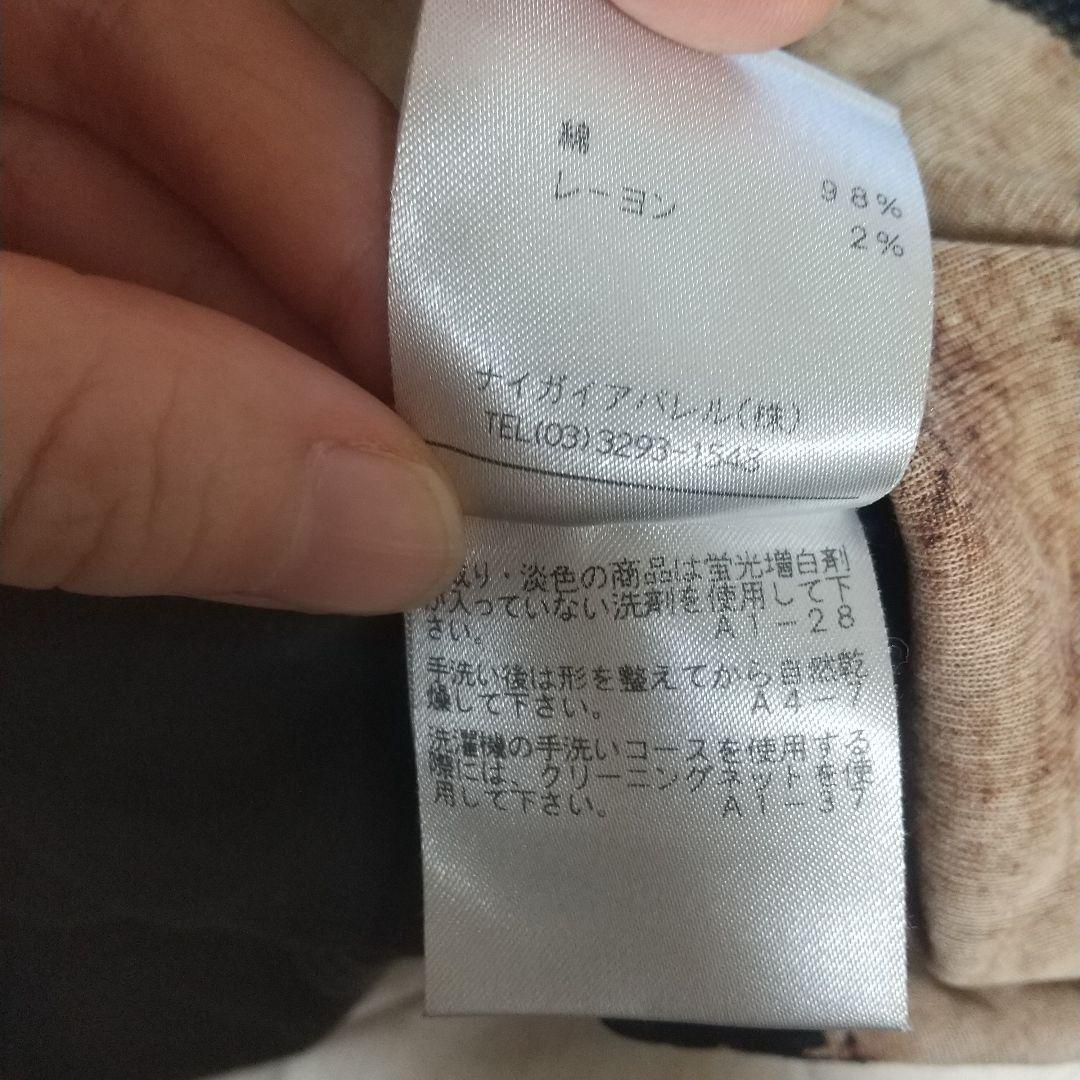 綿
レーヨン
98%
2%
ナイガイアパレル(株)
TEL(03)3293-1543
成り・淡色の商品は蛍光増白剤
が入っていない洗剤を使用して下
さい。 A1-28
手洗い後は形を整えてから自然乾
燥して下さい。 A4-7
洗濯機の手洗いコースを使用する
際には、クリーニングネットを使
用して下さい。 A1-37